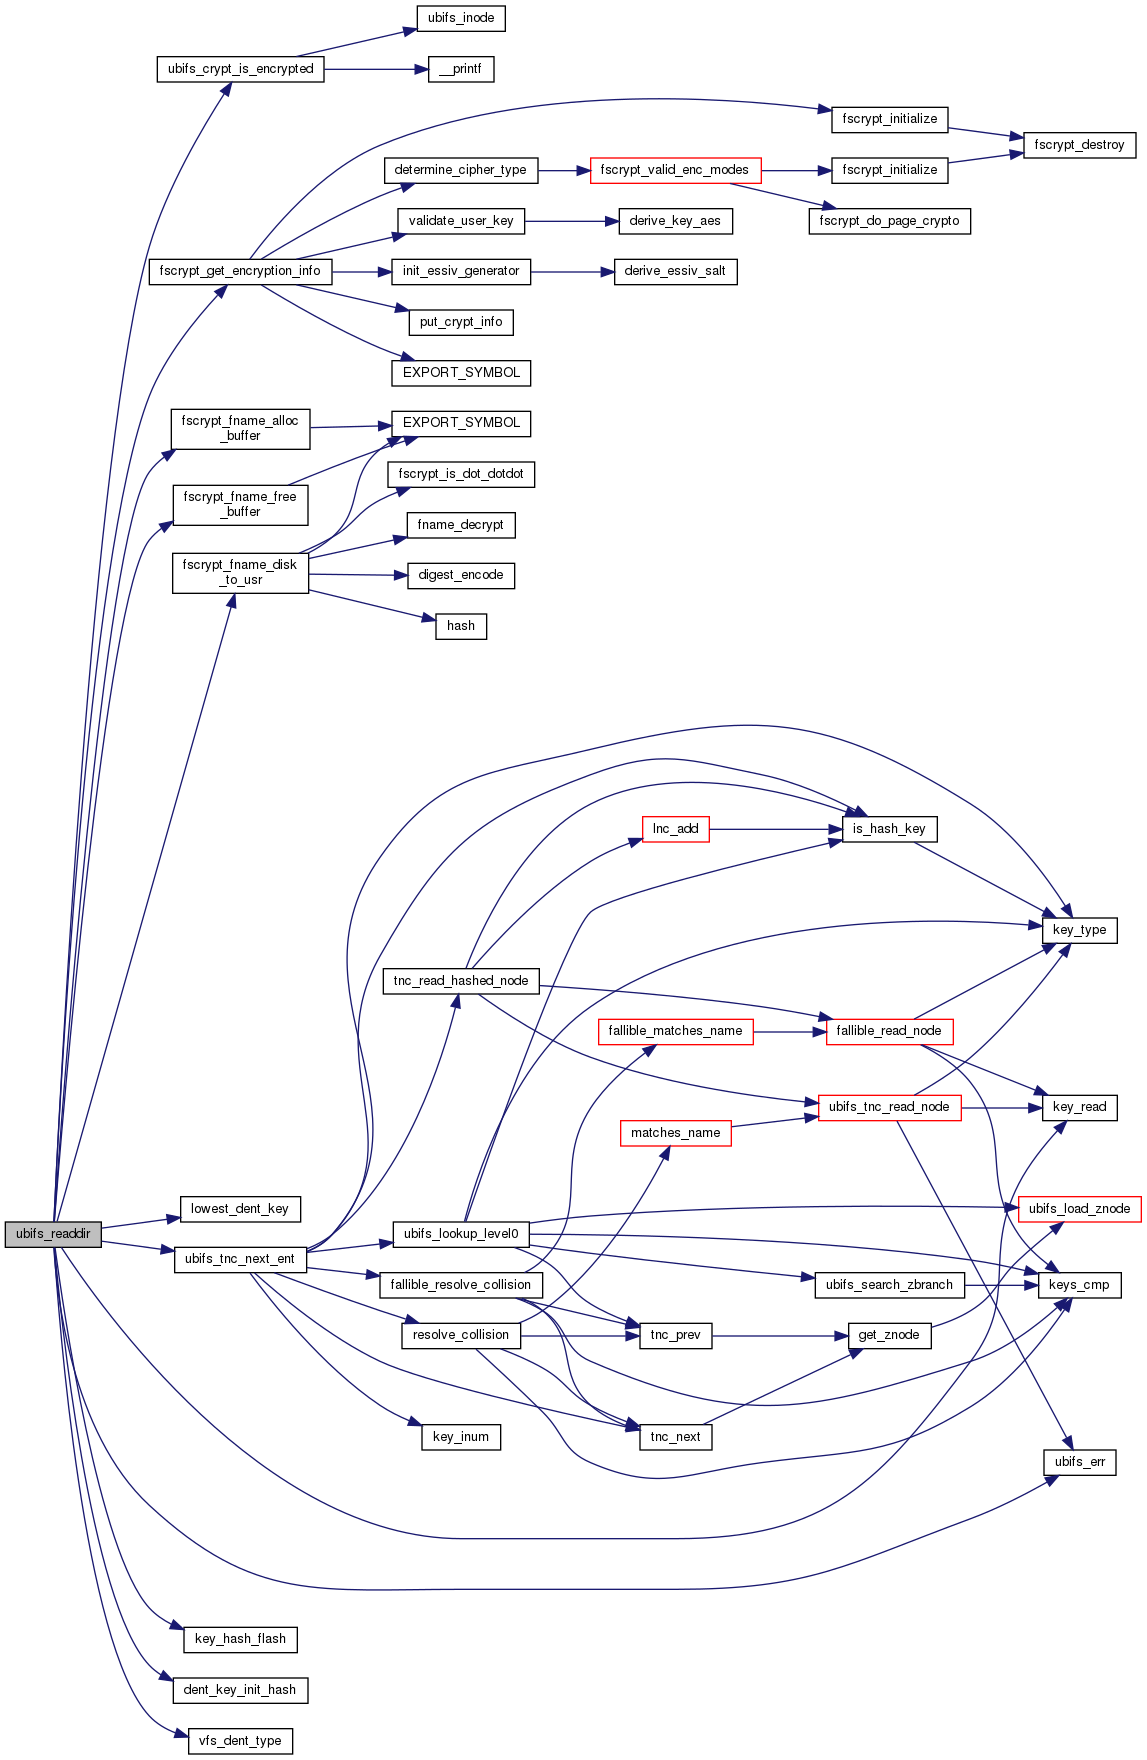 ubifs_inode
ubifs_crypt_is_encrypted
__printf
fscrypt_initialize
fscrypt_destroy
determine_cipher_type
fscrypt_valid_enc_modes
fscrypt_initialize
validate_user_key
derive_key_aes
fscrypt_do_page_crypto
fscrypt_get_encryption_info
init_essiv_generator
derive_essiv_salt
put_crypt_info
EXPORT_SYMBOL
fscrypt_fname_alloc
_buffer
EXPORT_SYMBOL
fscrypt_is_dot_dotdot
fscrypt_fname_free
_buffer
fname_decrypt
fscrypt_fname_disk
_to_usr
digest_encode
hash
lnc_add
is_hash_key
key_type
tnc_read_hashed_node
fallible_matches_name
fallible_read_node
ubifs_tnc_read_node
key_read
matches_name
lowest_dent_key
ubifs_load_znode
ubifs_readdir
ubifs_lookup_level0
ubifs_tnc_next_ent
fallible_resolve_collision
ubifs_search_zbranch
keys_cmp
resolve_collision
tnc_prev
get_znode
key_inum
tnc_next
ubifs_err
key_hash_flash
dent_key_init_hash
vfs_dent_type